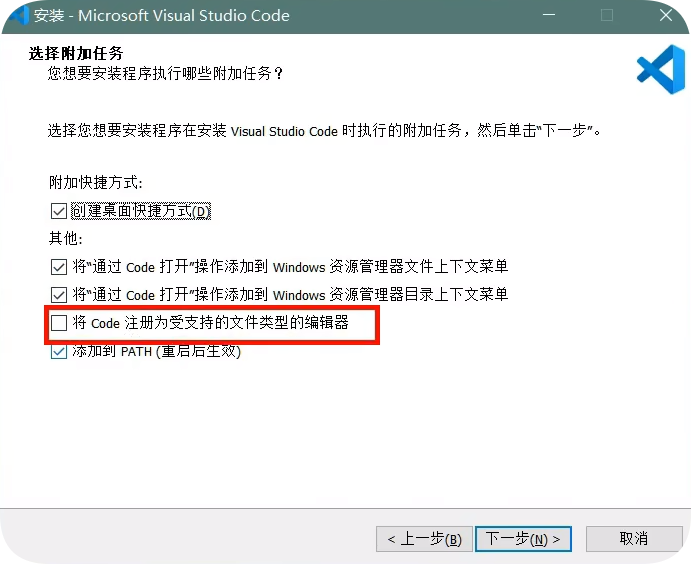 安装 - Microsoft Visual Studio Code
选择附加任务
您想要安装程序执行哪些附加任务？
选择您想要安装程序在安装 Visual Studio Code 时执行的附加任务，然后单击“下一步”。
附加快捷方式:
创建桌面快捷方式(D)
其他:
将“通过 Code 打开”操作添加到 Windows 资源管理器文件上下文菜单
将“通过 Code 打开”操作添加到 Windows 资源管理器目录上下文菜单
将 Code 注册为受支持的文件类型的编辑器
添加到 PATH (重启后生效)
< 上一步(B) 下一步(N) > 取消